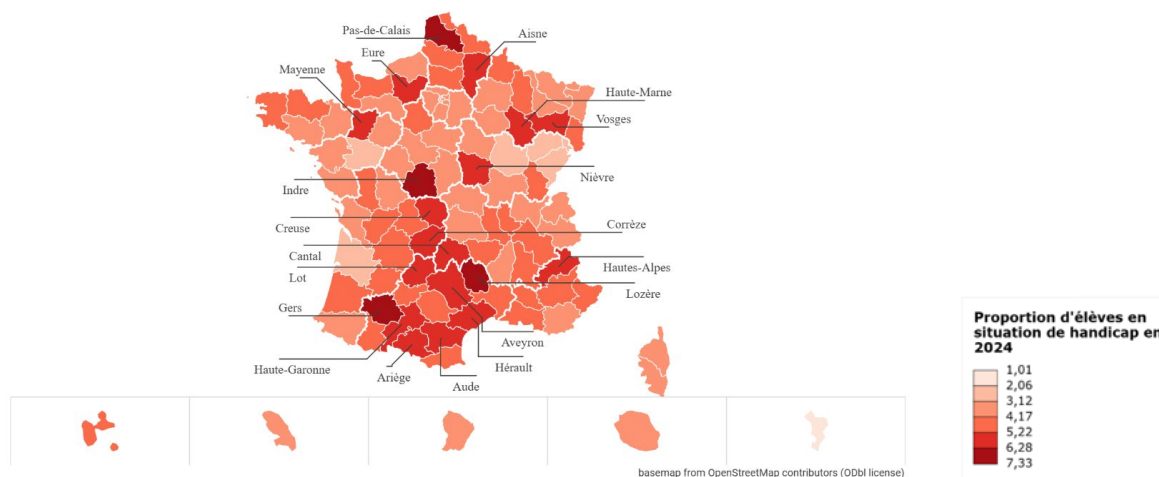 Pas-de-Calais
Aisne
Eure
Mayenne
Haute-Marne
Vosges
Nièvre
Indre
Creuse
Corrèze
Cantal
Lot
Hautes-Alpes
Lozère
Gers
Aveyron
Haute-Garonne
Hérault
Ariège
Aude
Proportion d'élèves en
situation de handicap en
2024
1,01
2,06
3,12
4,17
5,22
6,28
7,33
basemap from OpenStreetMap contributors (ODbl license)